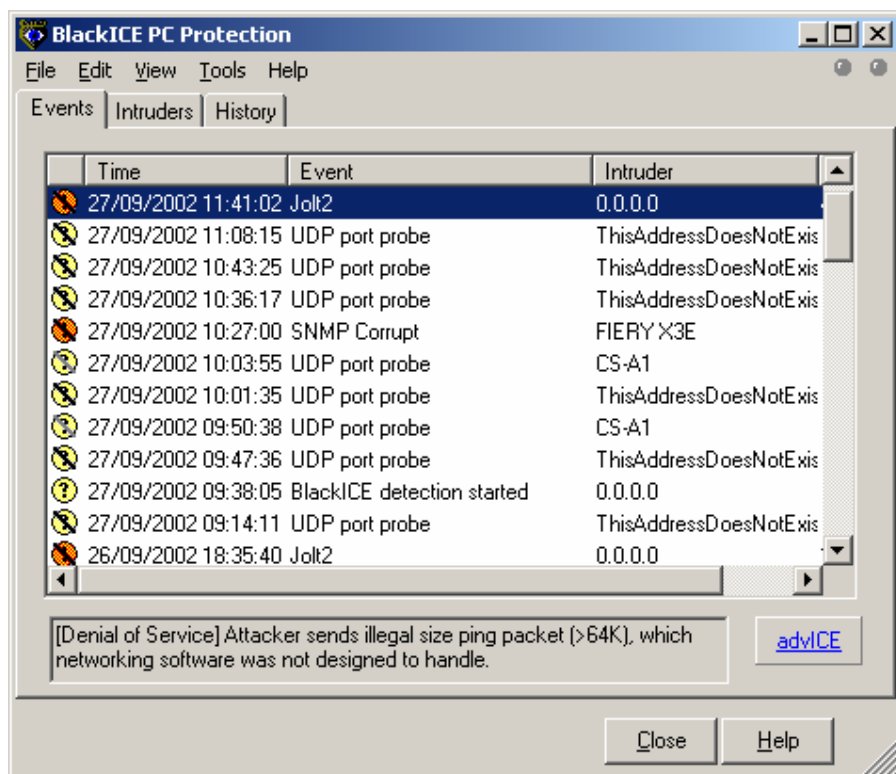 BlackICE PC Protection
File Edit View Tools Help
Events Intruders History
Time Event Intruder
27/09/2002 11:41:02 Jolt2 0.0.0.0
27/09/2002 11:08:15 UDP port probe ThisAddressDoesNotExis
27/09/2002 10:43:25 UDP port probe ThisAddressDoesNotExis
27/09/2002 10:36:17 UDP port probe ThisAddressDoesNotExis
27/09/2002 10:27:00 SNMP Corrupt FIERY X3E
27/09/2002 10:03:55 UDP port probe CS-A1
27/09/2002 10:01:35 UDP port probe ThisAddressDoesNotExis
27/09/2002 09:50:38 UDP port probe CS-A1
27/09/2002 09:47:36 UDP port probe ThisAddressDoesNotExis
27/09/2002 09:38:05 BlackICE detection started 0.0.0.0
27/09/2002 09:14:11 UDP port probe ThisAddressDoesNotExis
26/09/2002 18:35:40 Jolt2 0.0.0.0
[Denial of Service] Attacker sends illegal size ping packet (>64K), which
networking software was not designed to handle.
advICE
Close Help